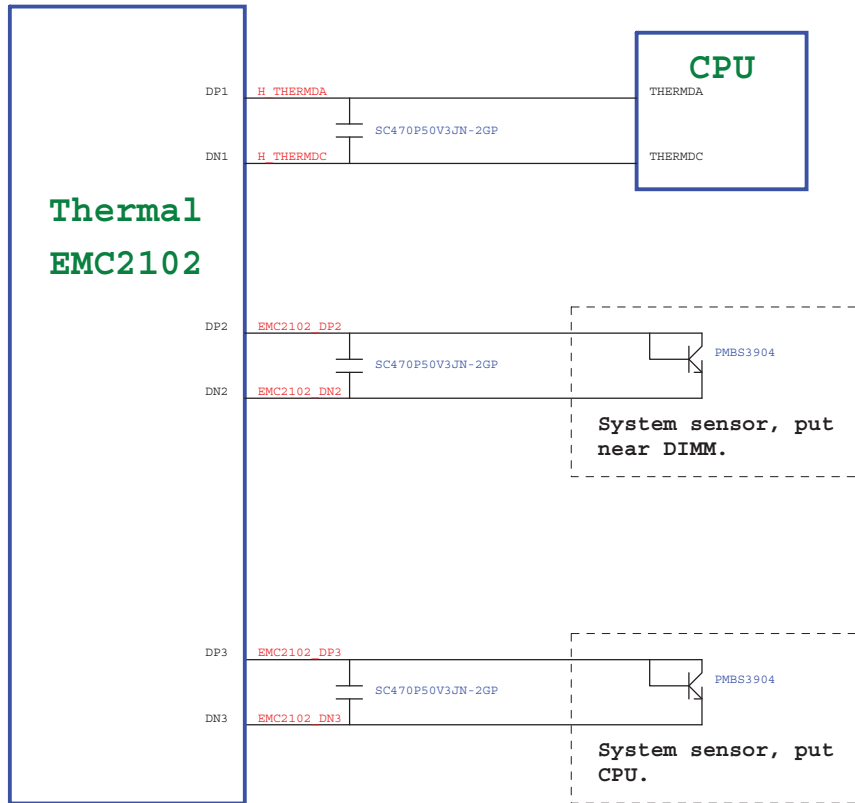 CPU
DP1 H_THERMDA THERMDA
SC470P50V3JN-2GP
DN1 H_THERMDC THERMDC
Thermal
EMC2102
DP2 EMC2102_DP2
PMBS3904
SC470P50V3JN-2GP
DN2 EMC2102_DN2
System sensor, put
near DIMM.
DP3 EMC2102_DP3
PMBS3904
SC470P50V3JN-2GP
DN3 EMC2102_DN3
System sensor, put
CPU.